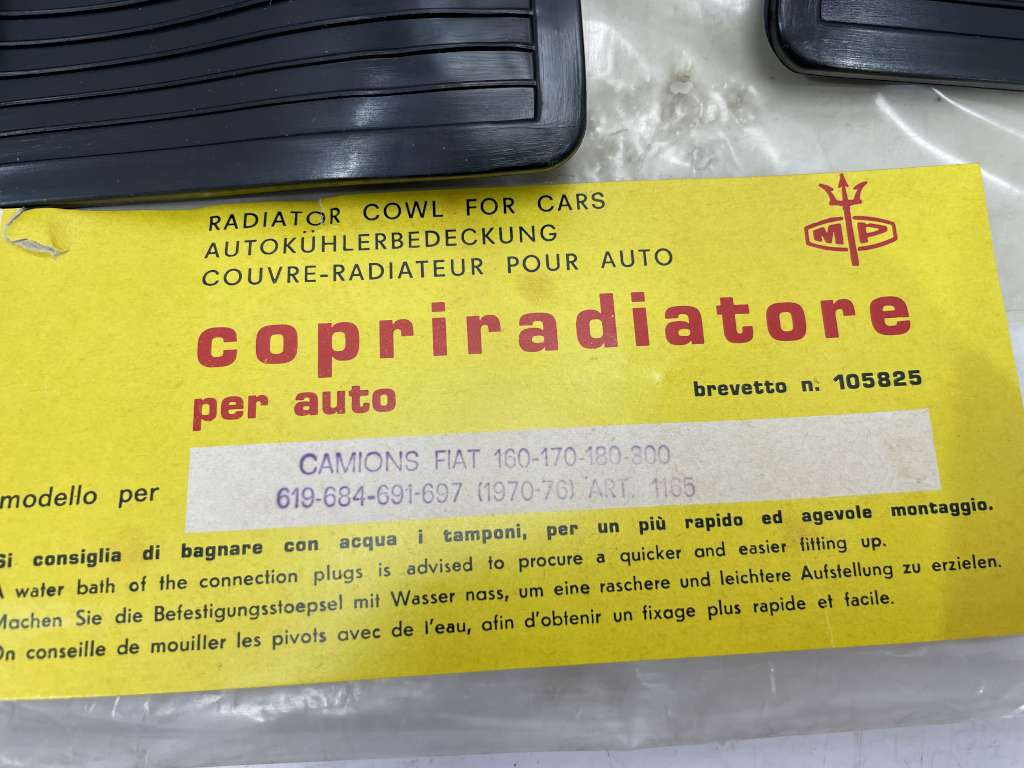 RADIATOR COWL FOR CARS
AUTOKÜHLERBEDECKUNG
COUVRE-RADIATEUR POUR AUTO
MP
copriradiatore
per auto
brevetto n. 105825
modello per
CAMIONS FIAT 160-170-180-300
619-684-691-697 (1970-76) ART. 1165
Si consiglia di bagnare con acqua i tamponi, per un più rapido ed agevole montaggio.
A water bath of the connection plugs is advised to procure a quicker and easier fitting up.
Machen Sie die Befestigungsstoepsel mit Wasser nass, um eine raschere und leichtere Aufstellung zu erzielen.
On conseille de mouiller les pivots avec de l'eau, afin d'obtenir un fixage plus rapide et facile.